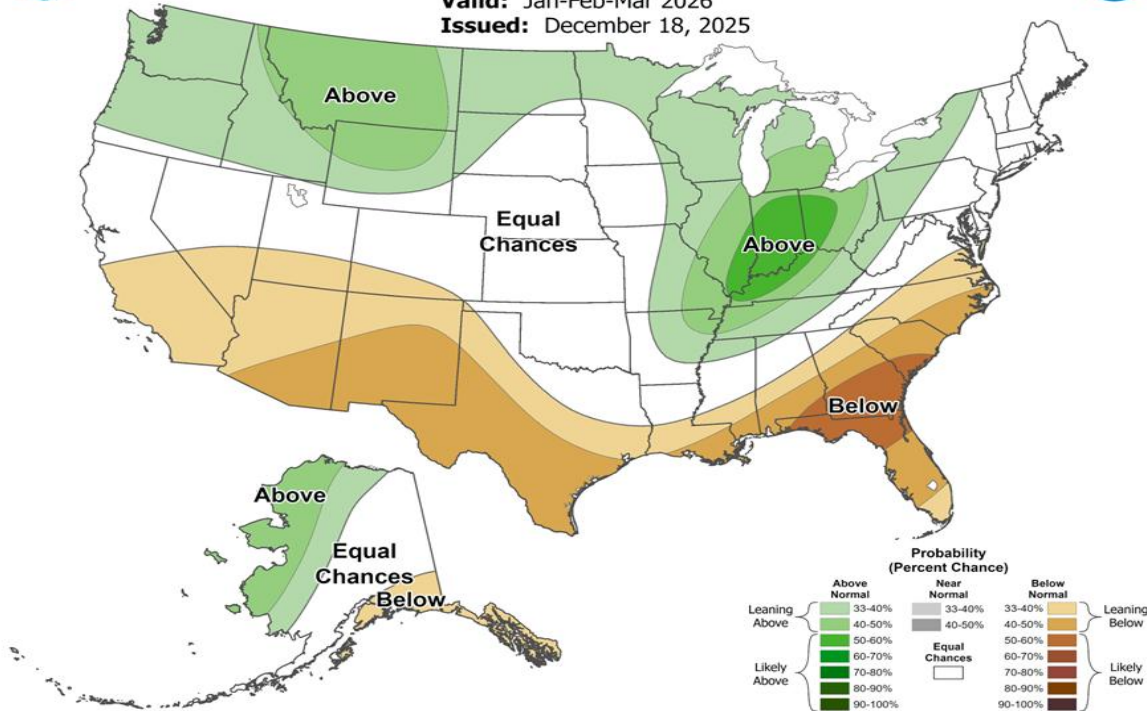 Valid: Jan-Feb-Mar 2026
Issued: December 18, 2025
Above
Equal
Chances
Above
Below
Above
Equal
Chances
Below
Probability
(Percent Chance)
Above
Normal
Near
Normal
Below
Normal
Leaning
Above
33-40%
33-40%
33-40%
Leaning
Below
40-50%
40-50%
40-50%
Likely
Above
50-60%
Equal
Chances
50-60%
Likely
Below
60-70%
60-70%
70-80%
70-80%
80-90%
80-90%
90-100%
90-100%